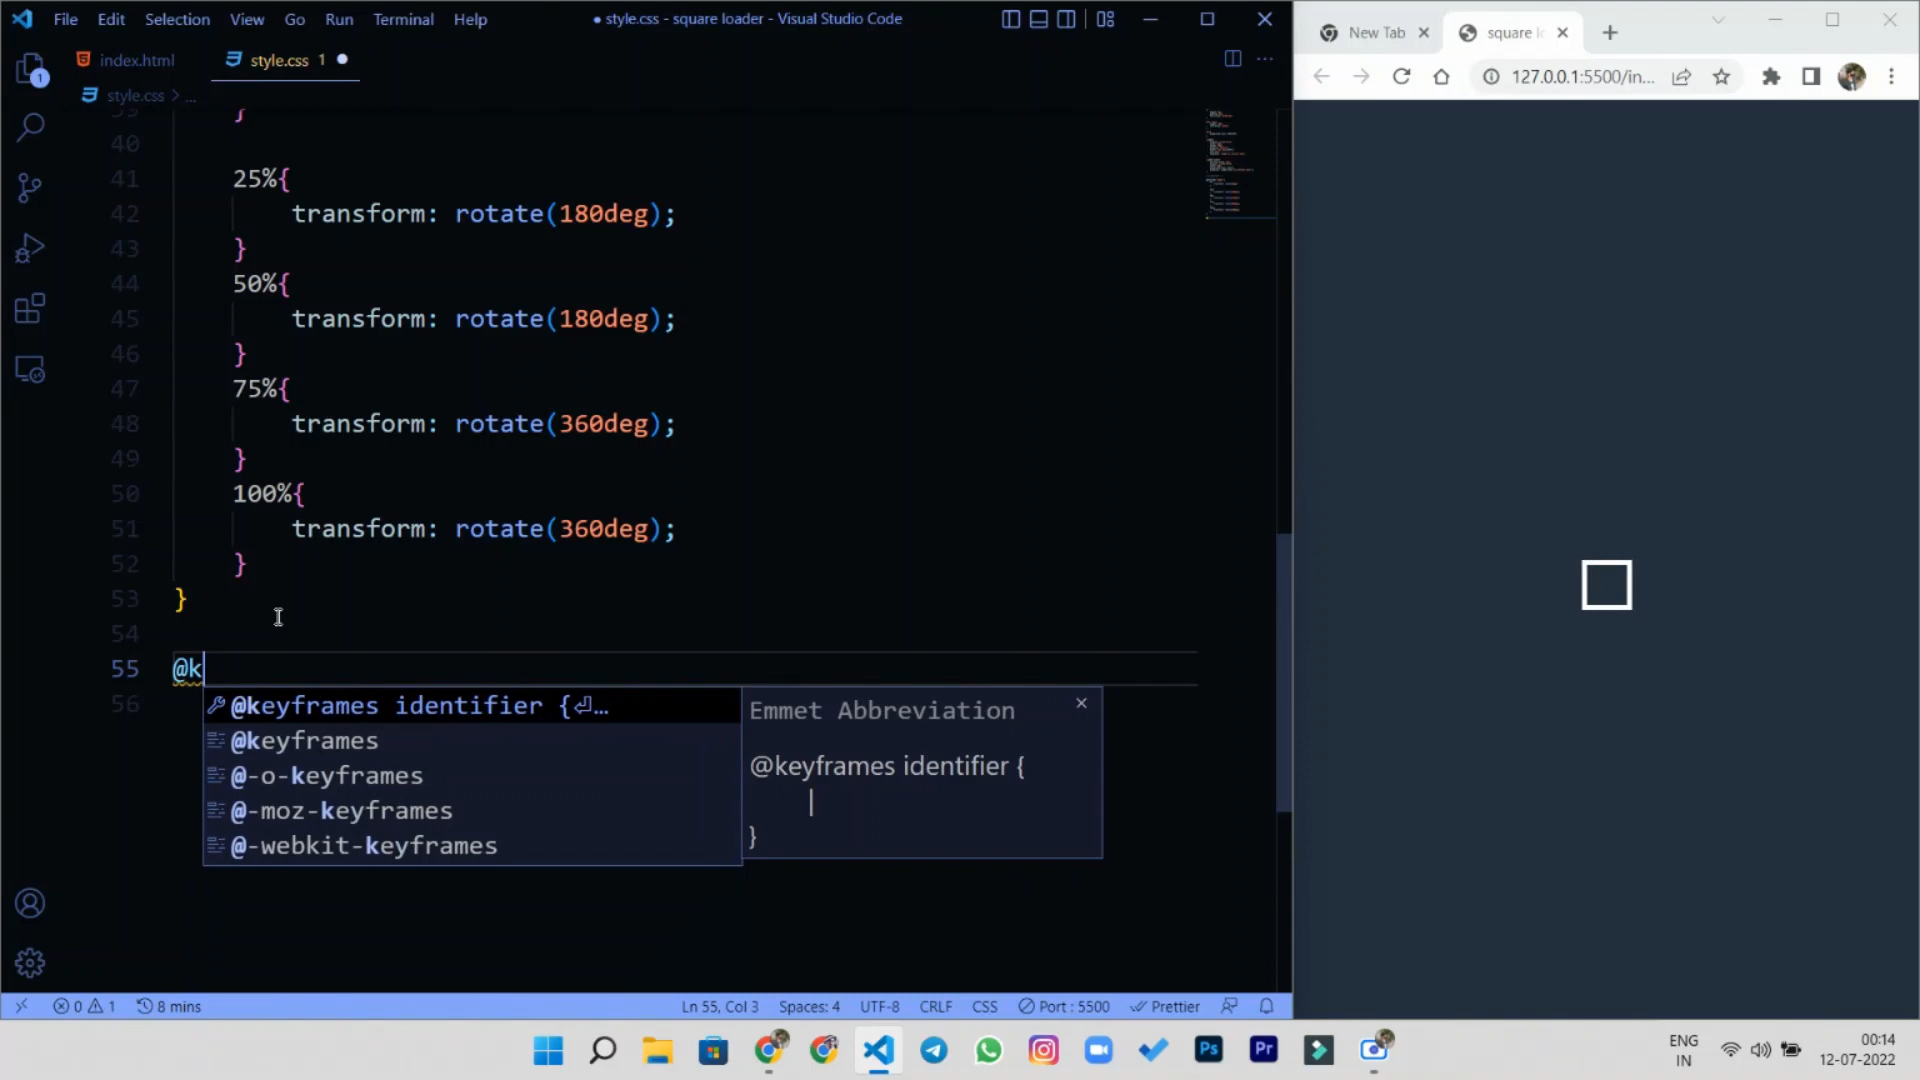 File Edit Selection View Go Run Terminal Help
● style.css - square loader - Visual Studio Code
index.html
style.css 1 ●
style.css > ...
1
39 }
40
41 25%{
42 transform: rotate(180deg);
43 }
44 50%{
45 transform: rotate(180deg);
46 }
47 75%{
48 transform: rotate(360deg);
49 }
50 100%{
51 transform: rotate(360deg);
52 }
53 }
54
55 @k
56
@keyframes identifier {⏎…
@keyframes
@-o-keyframes
@-moz-keyframes
@-webkit-keyframes
Emmet Abbreviation
@keyframes identifier {
|
}
0 1 8 mins Ln 55, Col 3 Spaces: 4 UTF-8 CRLF CSS Port : 5500 Prettier
New Tab
square l
127.0.0.1:5500/in...
Ps
Pr
ENG
IN
00:14
12-07-2022